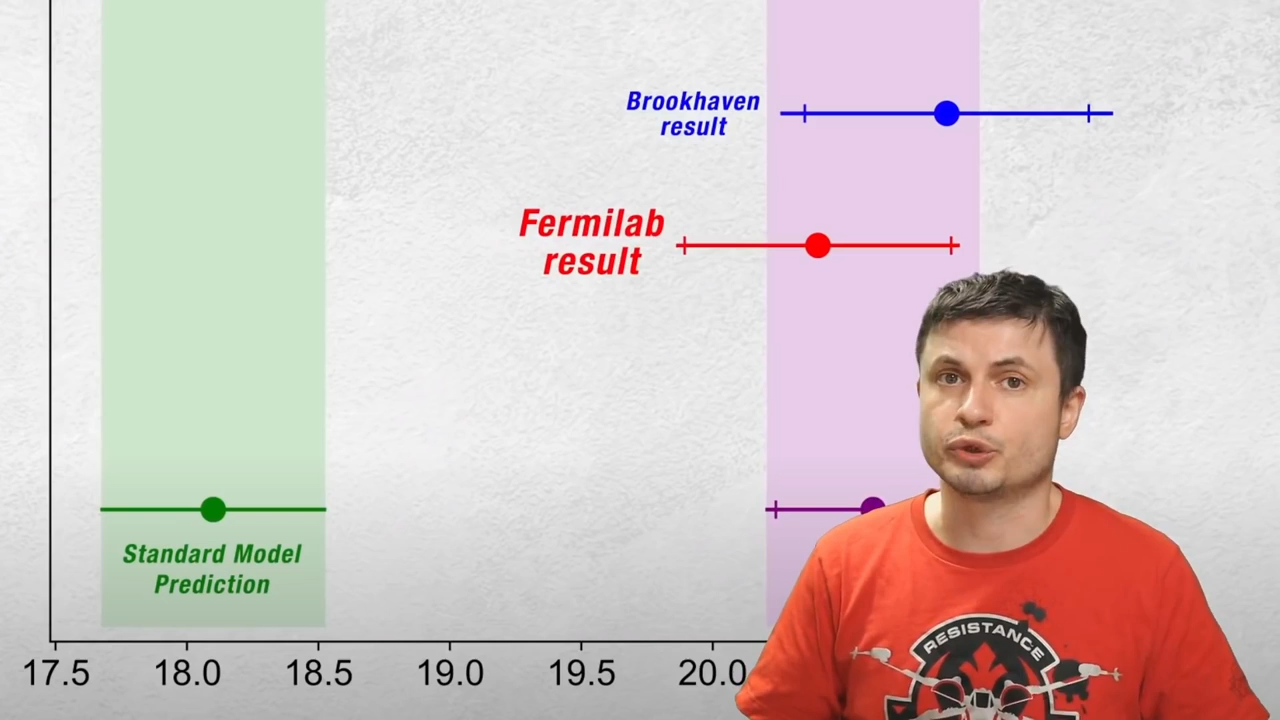 Brookhaven
result
Fermilab
result
Standard Model
Prediction
17.5 18.0 18.5 19.0 19.5 20.0
RESISTANCE